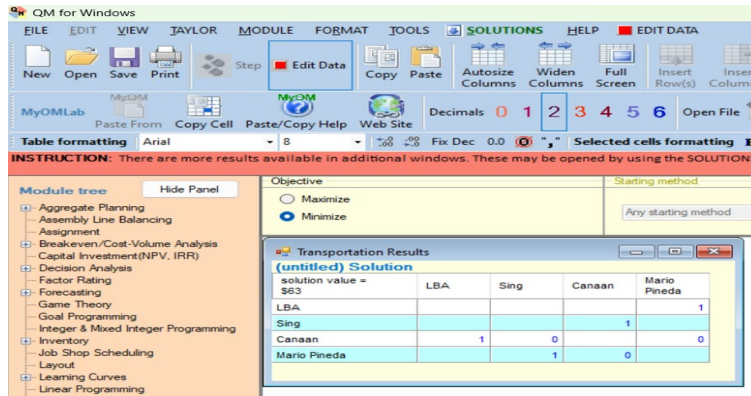 QM for Windows
FILE EDIT VIEW TAYLOR MODULE FORMAT TOOLS SOLUTIONS HELP EDIT DATA
New Open Save Print Step Edit Data Copy Paste Autosize Columns Widen Columns Full Screen Insert Row(s) Inser Colum
MyOMLab MyOM Paste From Copy Cell MyOM Paste/Copy Help Web Site Decimals 0 1 2 3 4 5 6 Open File
Table formatting Arial 8 Fix Dec 0.0 "," Selected cells formatting
INSTRUCTION: There are more results available in additional windows. These may be opened by using the SOLUTION
Module tree Hide Panel
Aggregate Planning
Assembly Line Balancing
Assignment
Breakeven/Cost-Volume Analysis
Capital Investment(NPV, IRR)
Decision Analysis
Factor Rating
Forecasting
Game Theory
Goal Programming
Integer & Mixed Integer Programming
Inventory
Job Shop Scheduling
Layout
Learning Curves
Linear Programming
Objective
Maximize
Minimize
Starting method
Any starting method
Transportation Results
(untitled) Solution
solution value = $63 LBA Sing Canaan Mario Pineda
LBA 1
Sing 1
Canaan 1 0 0
Mario Pineda 1 0